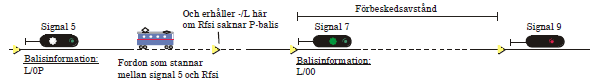 Signal 5
Och erhåller -/L här
om Rfsi saknar P-balis
Signal 7
Förbeskedsavstånd
Signal 9
Balisinformation:
L/0P
Fordon som stannar
mellan signal 5 och Rfsi
Balisinformation:
L/00